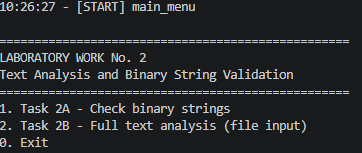 10:26:27 - [START] main_menu
==================================================
LABORATORY WORK No. 2
Text Analysis and Binary String Validation
==================================================
1. Task 2A - Check binary strings
2. Task 2B - Full text analysis (file input)
0. Exit